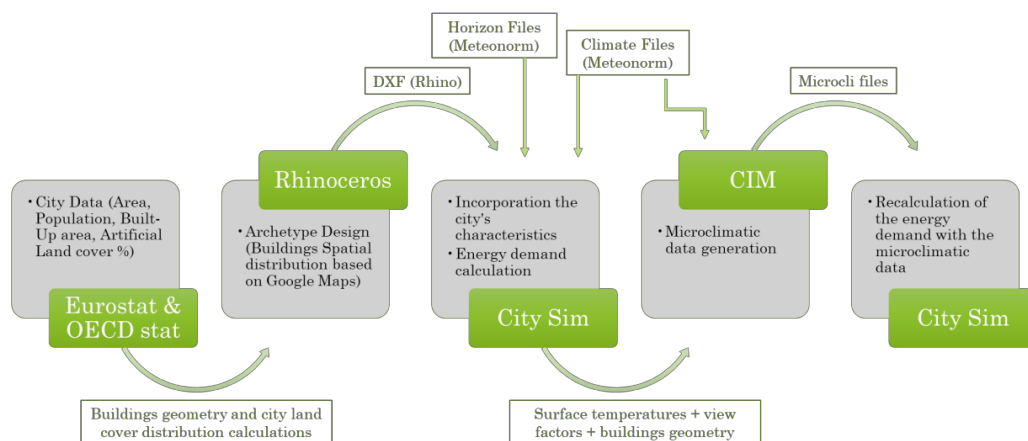 Horizon Files
(Meteonorm)
Climate Files
(Meteonorm)
DXF (Rhino)
Microcli files
• City Data (Area,
Population, Built-
Up area, Artificial
Land cover %)
Eurostat &
OECD stat
Rhinoceros
• Archetype Design
(Buildings Spatial
distribution based
on Google Maps)
• Incorporation the
city's
characteristics
• Energy demand
calculation
City Sim
CIM
• Microclimatic
data generation
• Recalculation of
the energy
demand with the
microclimatic
data
City Sim
Buildings geometry and city land
cover distribution calculations
Surface temperatures + view
factors + buildings geometry